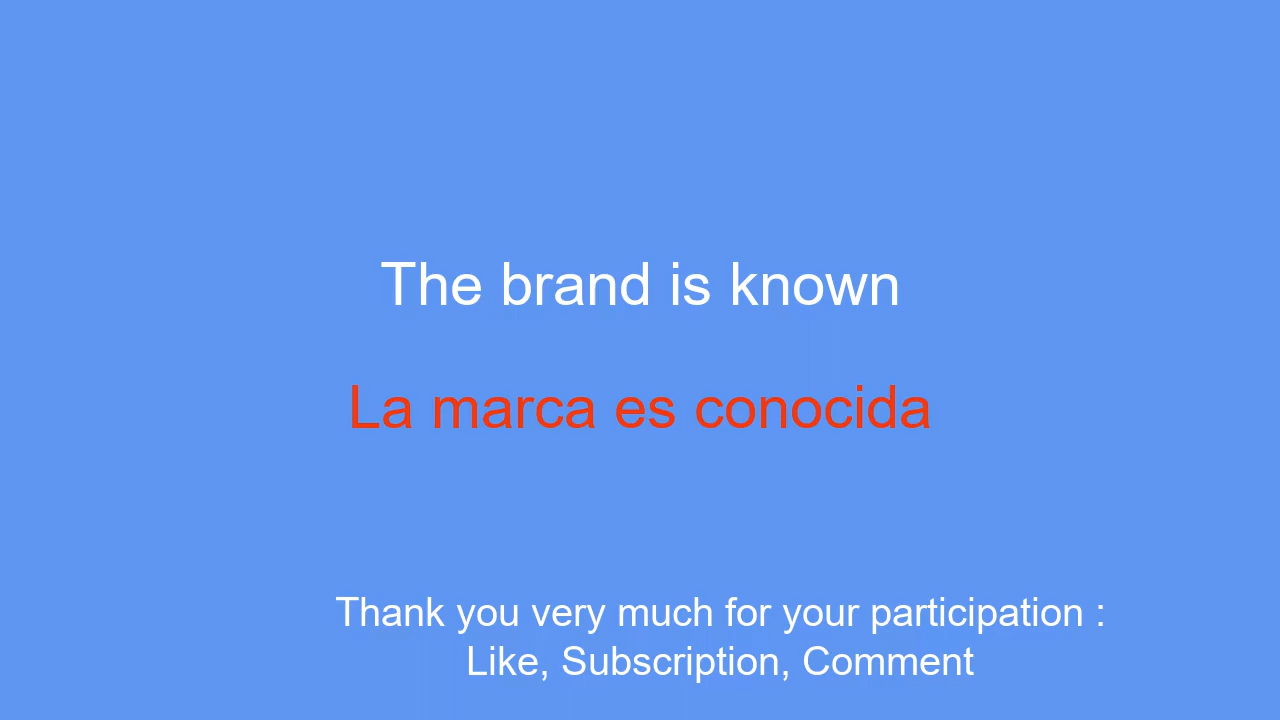 The brand is known
La marca es conocida
Thank you very much for your participation :
Like, Subscription, Comment